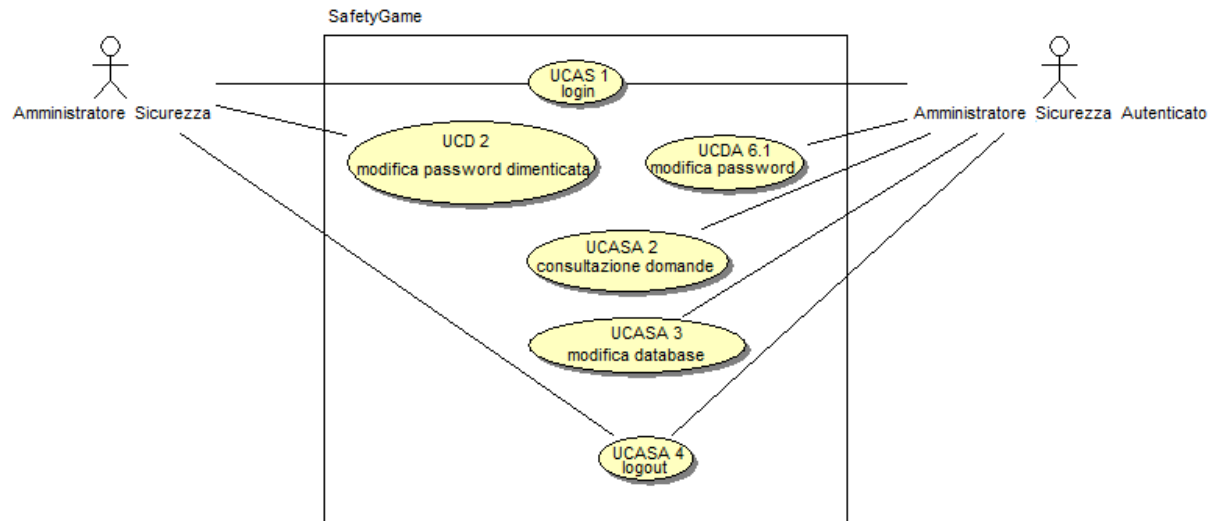 SafetyGame
UCAS 1
login
Amministratore Sicurezza
Amministratore Sicurezza Autenticato
UCD 2
modifica password dimenticata
UCDA 6.1
modifica password
UCASA 2
consultazione domande
UCASA 3
modifica database
UCASA 4
logout